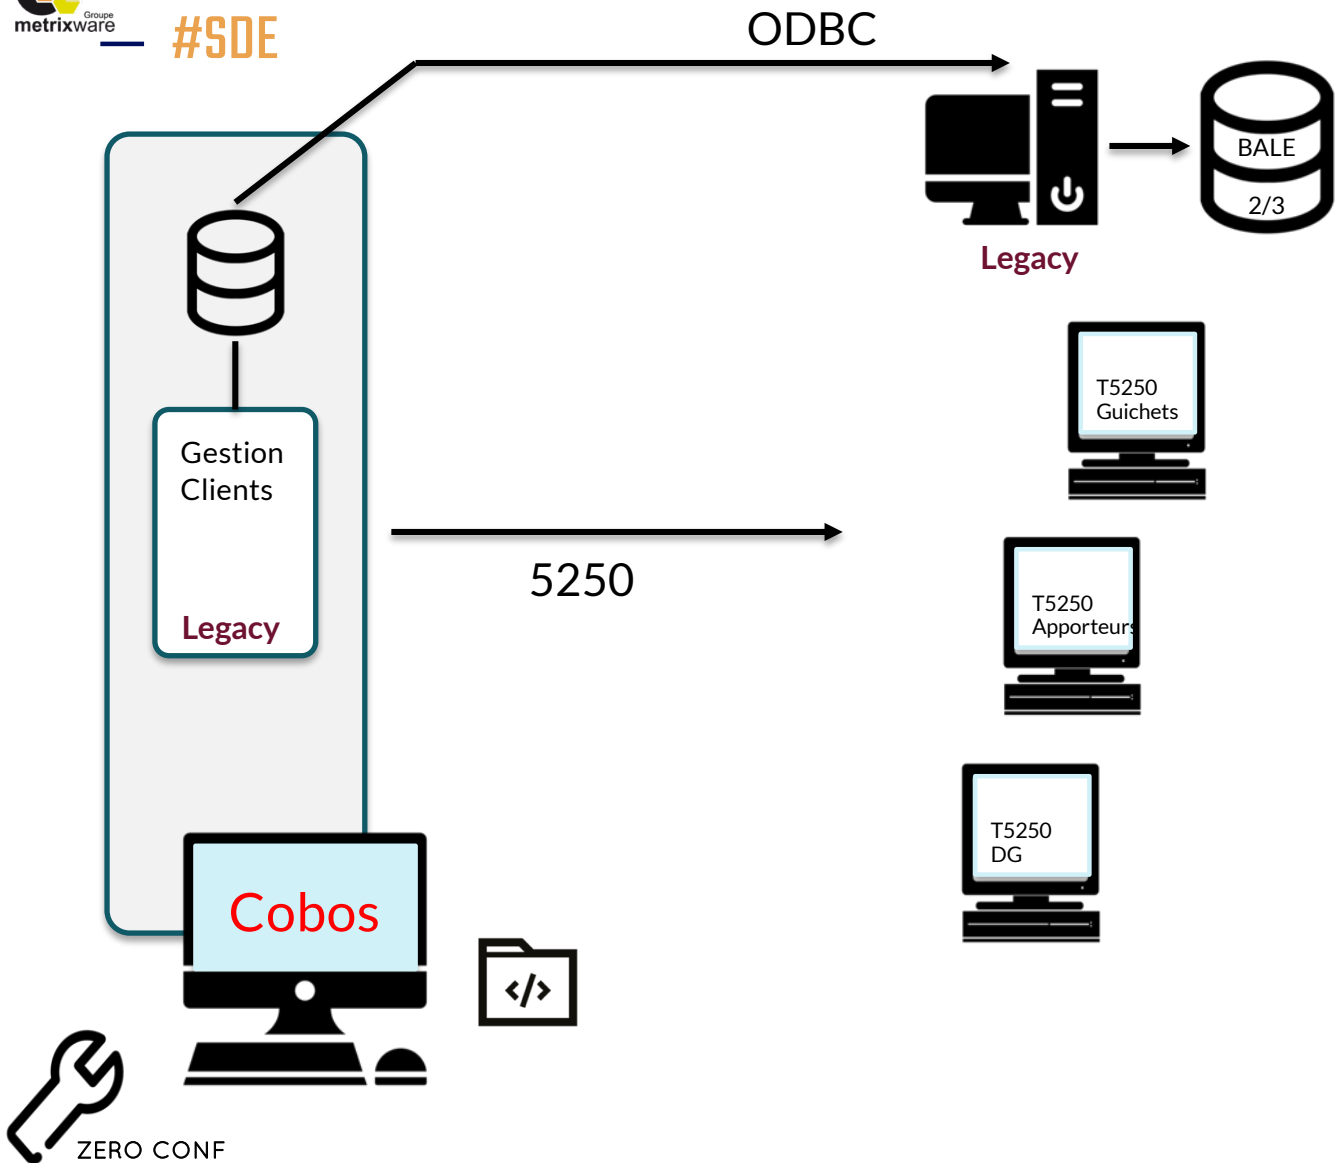 Groupe
metrixware
#SDE
ODBC
BALE
2/3
Legacy
T5250
Guichets
Gestion
Clients
5250
T5250
Apporteurs
Legacy
T5250
DG
Cobos
</>
ZERO CONF